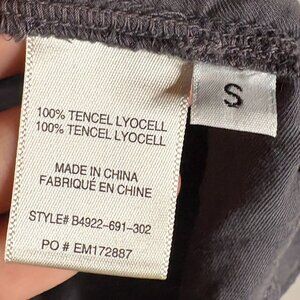 100% TENCEL LYOCELL
100% TENCEL LYOCELL
MADE IN CHINA
FABRIQUÉ EN CHINE
STYLE# B4922-691-302
PO # EM172887
S